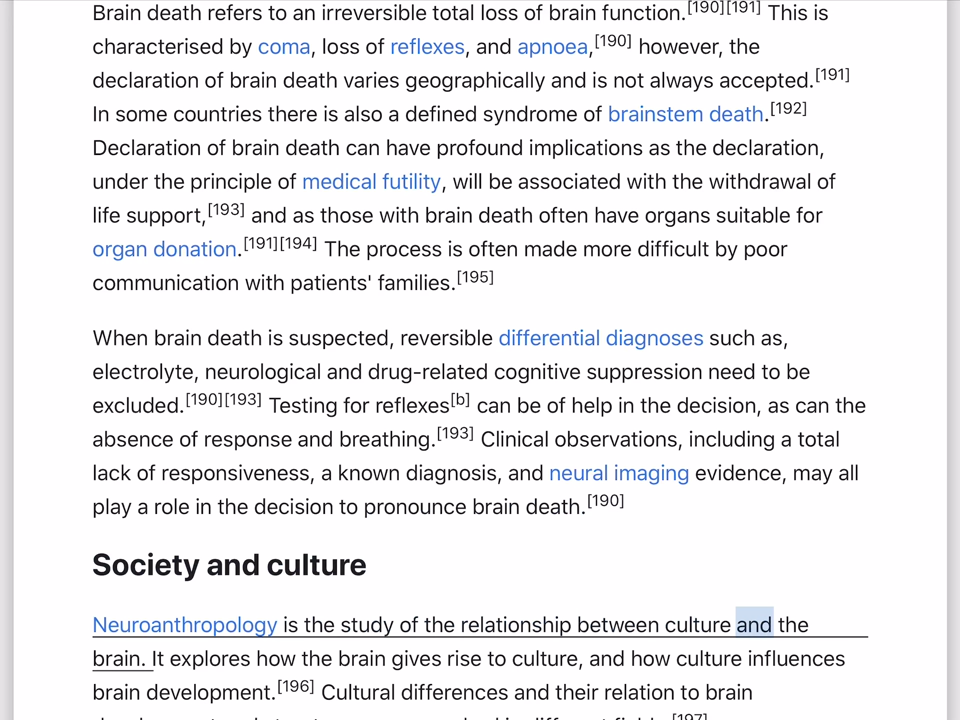 Brain death refers to an irreversible total loss of brain function.[190][191] This is
characterised by coma, loss of reflexes, and apnoea,[190] however, the
declaration of brain death varies geographically and is not always accepted.[191]
In some countries there is also a defined syndrome of brainstem death.[192]
Declaration of brain death can have profound implications as the declaration,
under the principle of medical futility, will be associated with the withdrawal of
life support,[193] and as those with brain death often have organs suitable for
organ donation.[191][194] The process is often made more difficult by poor
communication with patients' families.[195]
When brain death is suspected, reversible differential diagnoses such as,
electrolyte, neurological and drug-related cognitive suppression need to be
excluded.[190][193] Testing for reflexes[b] can be of help in the decision, as can the
absence of response and breathing.[193] Clinical observations, including a total
lack of responsiveness, a known diagnosis, and neural imaging evidence, may all
play a role in the decision to pronounce brain death.[190]
Society and culture
Neuroanthropology is the study of the relationship between culture and the
brain. It explores how the brain gives rise to culture, and how culture influences
brain development.[196] Cultural differences and their relation to brain
[197]